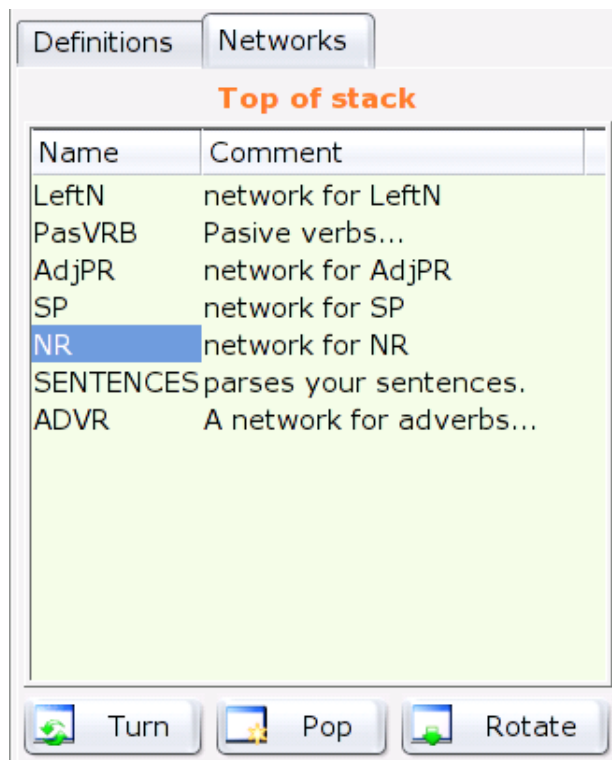 Definitions Networks
Top of stack
Name Comment
LeftN network for LeftN
PasVRB Pasive verbs...
AdjPR network for AdjPR
SP network for SP
NR network for NR
SENTENCES parses your sentences.
ADVR A network for adverbs...
Turn Pop Rotate